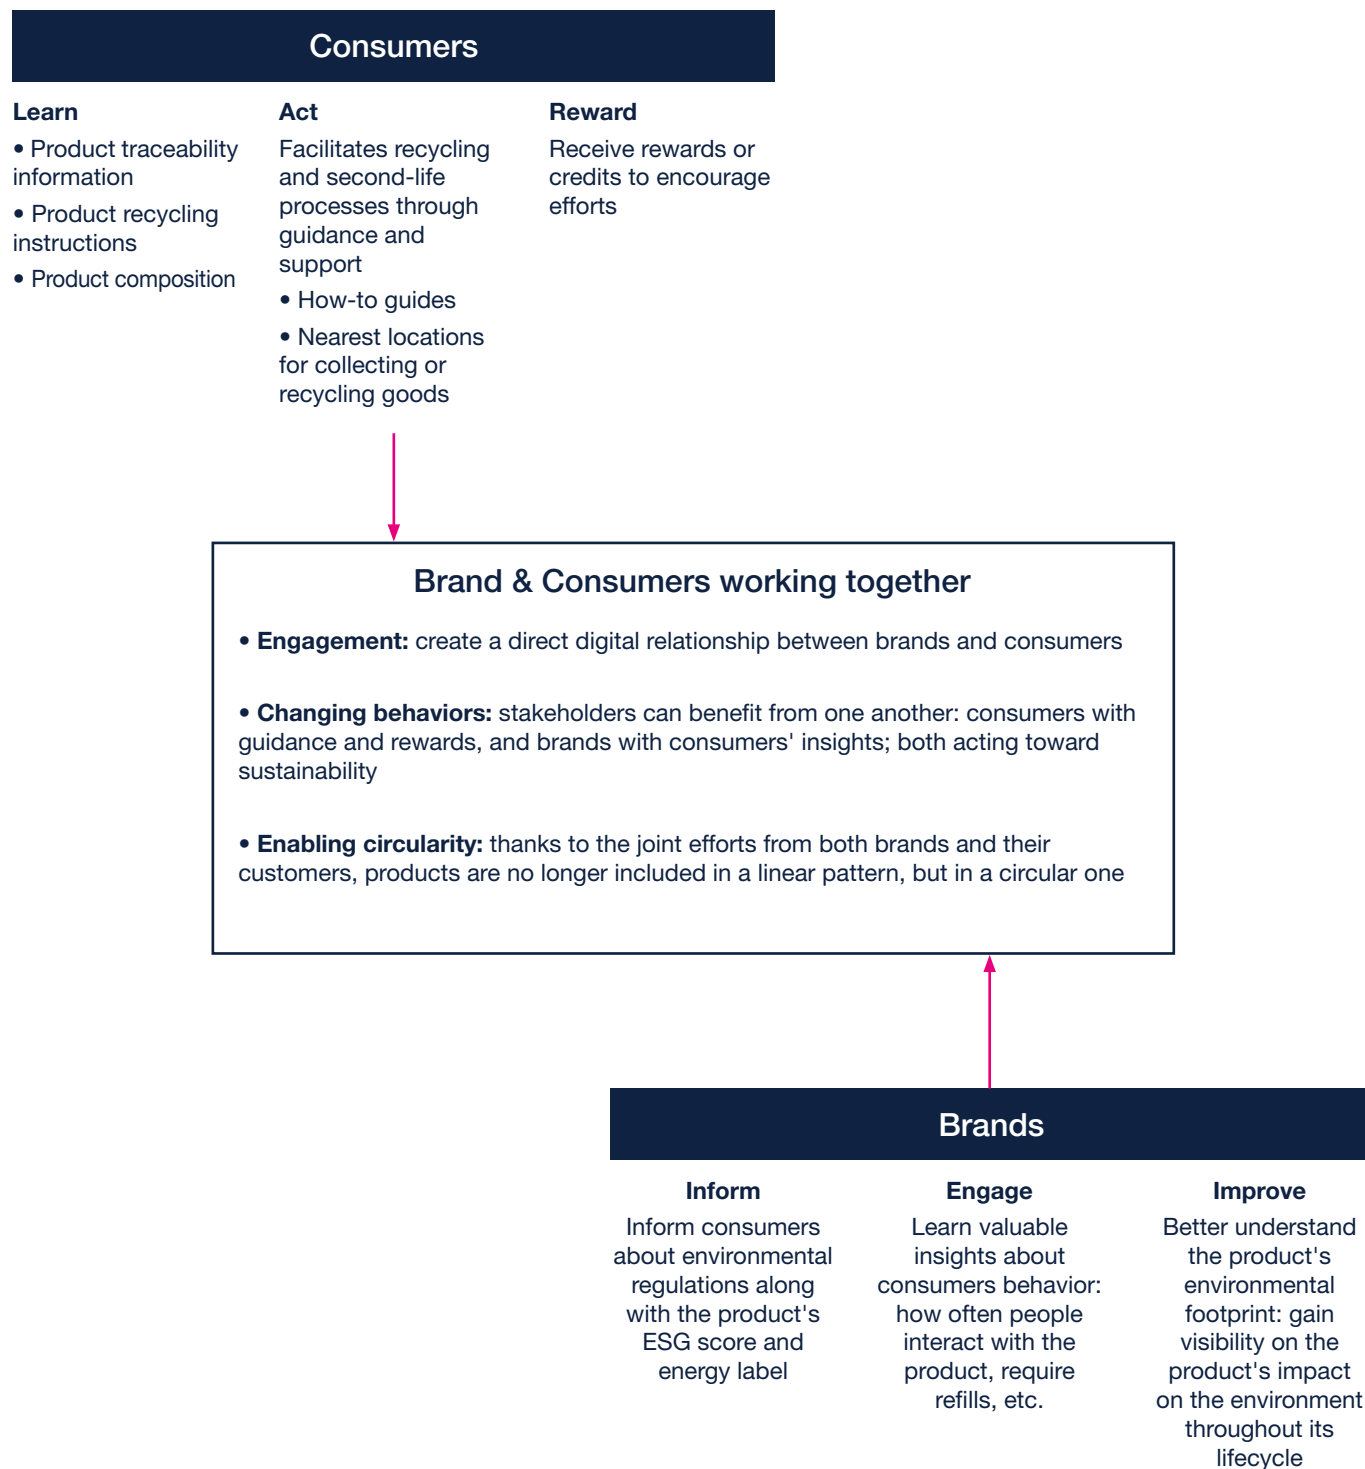 Consumers
Learn
• Product traceability
information
• Product recycling
instructions
• Product composition
Act
Facilitates recycling
and second-life
processes through
guidance and
support
• How-to guides
• Nearest locations
for collecting or
recycling goods
Reward
Receive rewards or
credits to encourage
efforts
Brand & Consumers working together
• Engagement: create a direct digital relationship between brands and consumers
• Changing behaviors: stakeholders can benefit from one another: consumers with
guidance and rewards, and brands with consumers' insights; both acting toward
sustainability
• Enabling circularity: thanks to the joint efforts from both brands and their
customers, products are no longer included in a linear pattern, but in a circular one
Brands
Inform
Inform consumers
about environmental
regulations along
with the product's
ESG score and
energy label
Engage
Learn valuable
insights about
consumers behavior:
how often people
interact with the
product, require
refills, etc.
Improve
Better understand
the product's
environmental
footprint: gain
visibility on the
product's impact
on the environment
throughout its
lifecycle